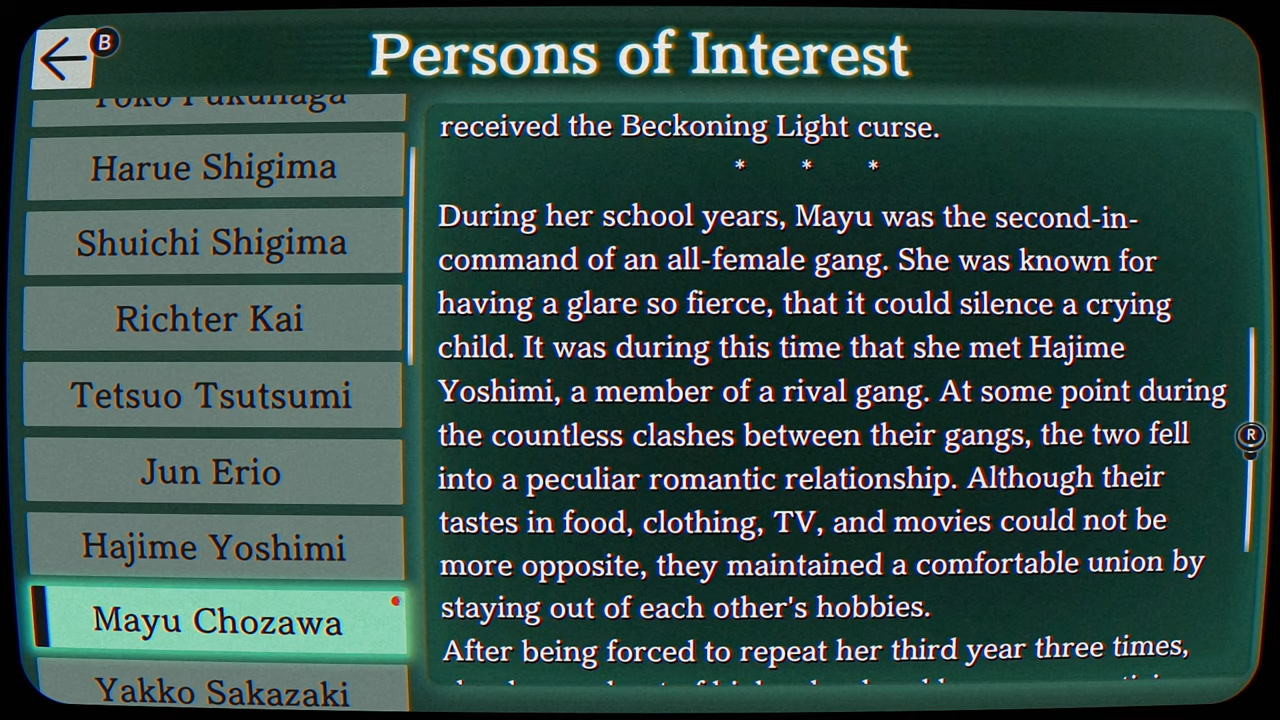 B
Persons of Interest
Yoko Fukunaga
Harue Shigima
Shuichi Shigima
Richter Kai
Tetsuo Tsutsumi
Jun Erio
Hajime Yoshimi
Mayu Chozawa
Yakko Sakazaki
received the Beckoning Light curse.
* * *
During her school years, Mayu was the second-in-
command of an all-female gang. She was known for
having a glare so fierce, that it could silence a crying
child. It was during this time that she met Hajime
Yoshimi, a member of a rival gang. At some point during
the countless clashes between their gangs, the two fell
into a peculiar romantic relationship. Although their
tastes in food, clothing, TV, and movies could not be
more opposite, they maintained a comfortable union by
staying out of each other's hobbies.
After being forced to repeat her third year three times,
R